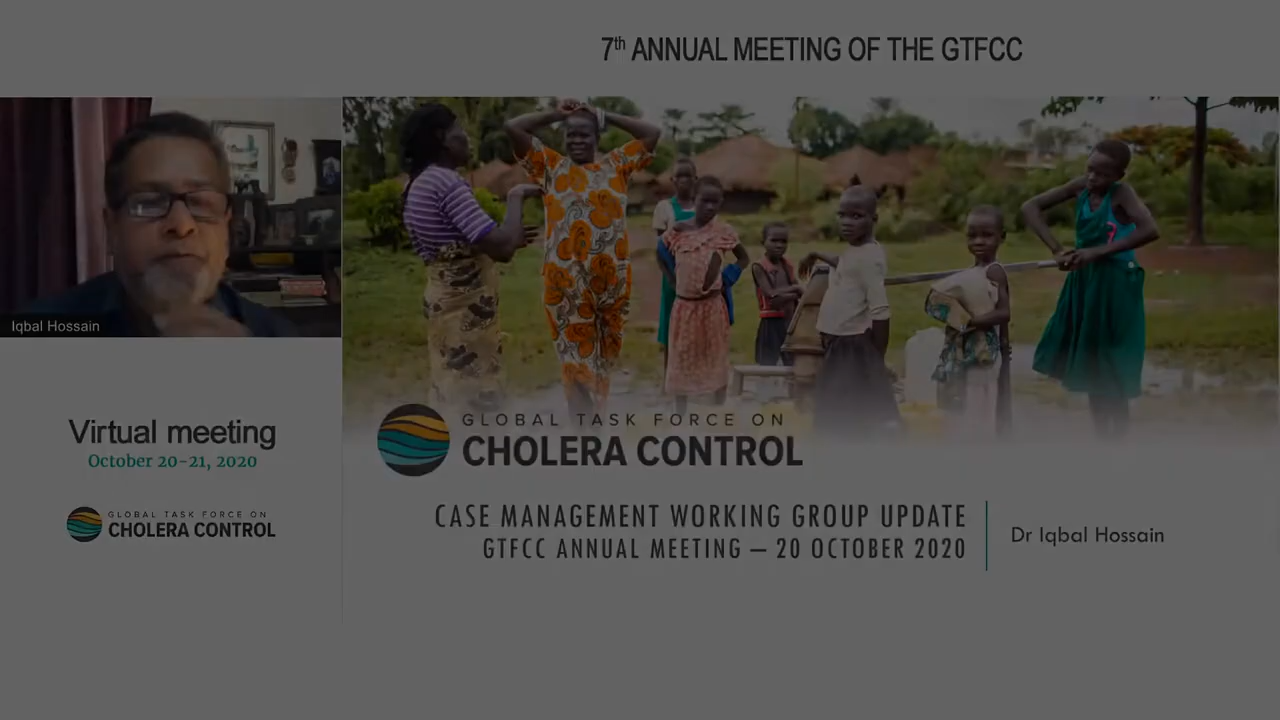 7th ANNUAL MEETING OF THE GTFCC
Iqbal Hossain
Virtual meeting
October 20-21, 2020
GLOBAL TASK FORCE ON
CHOLERA CONTROL
GLOBAL TASK FORCE ON
CHOLERA CONTROL
CASE MANAGEMENT WORKING GROUP UPDATE
GTFCC ANNUAL MEETING – 20 OCTOBER 2020
Dr Iqbal Hossain